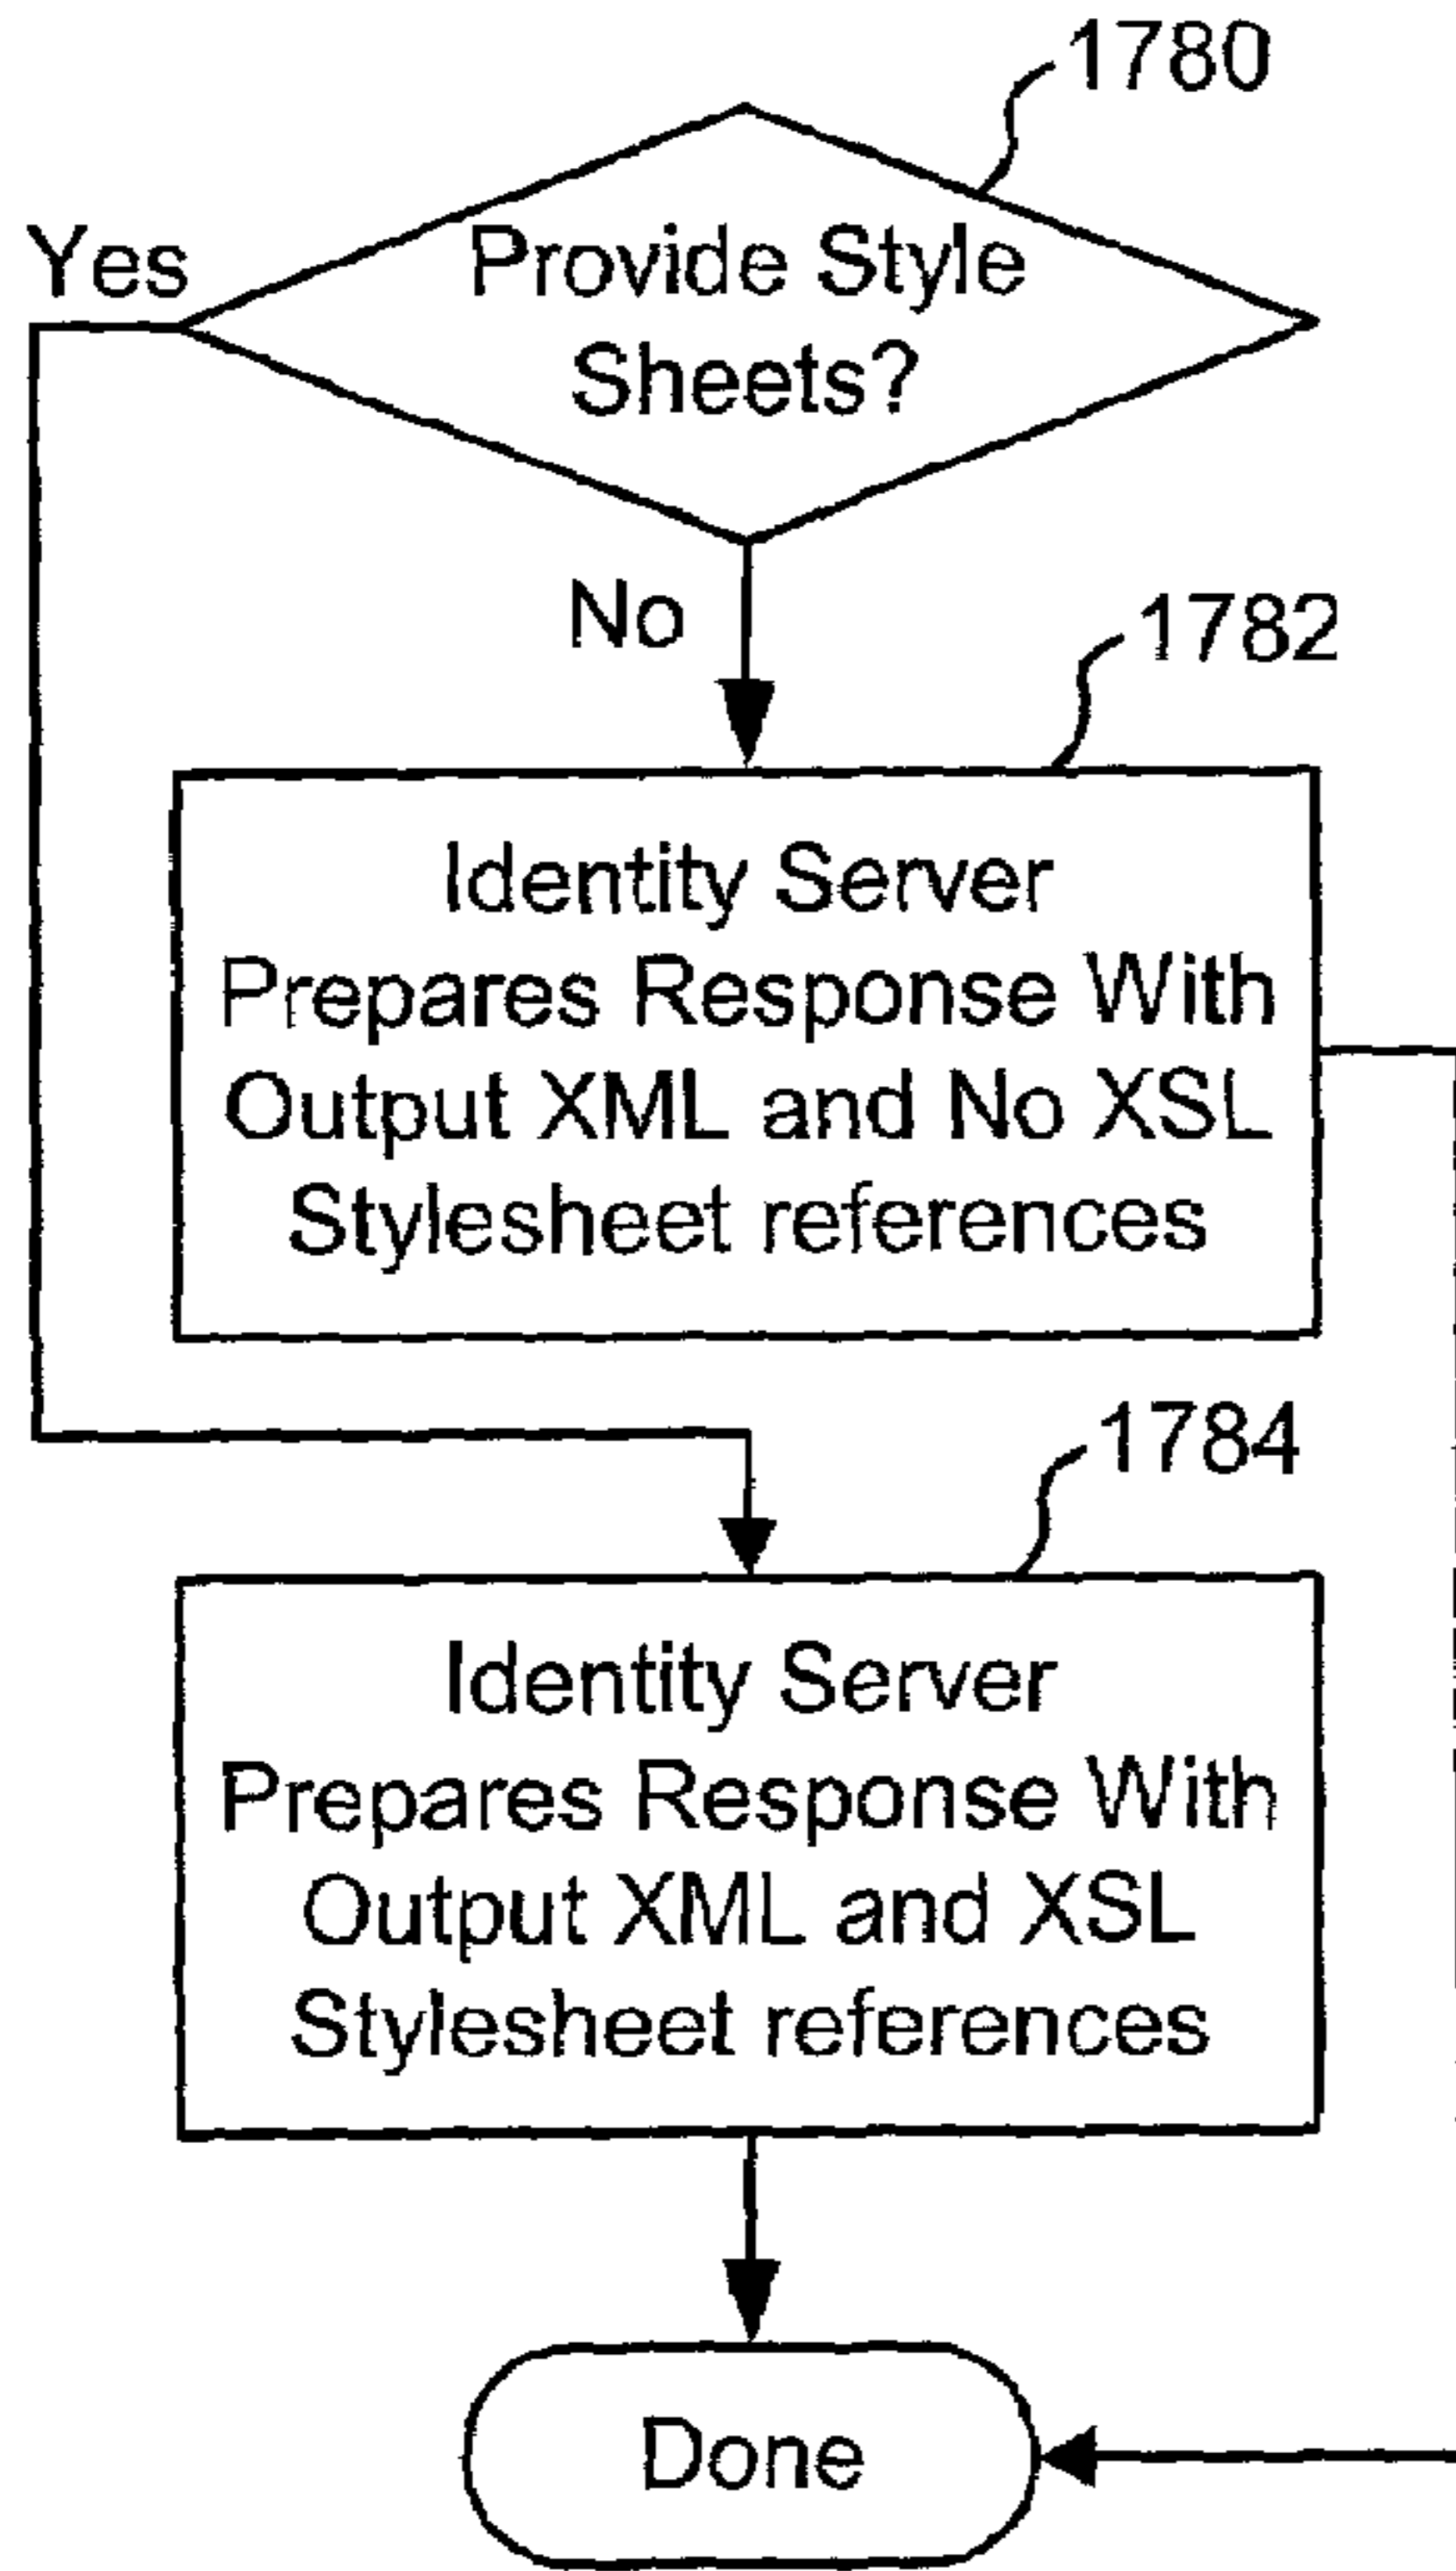 1780
Yes
Provide Style
Sheets?
No
1782
Identity Server
Prepares Response With
Output XML and No XSL
Stylesheet references
1784
Identity Server
Prepares Response With
Output XML and XSL
Stylesheet references
Done